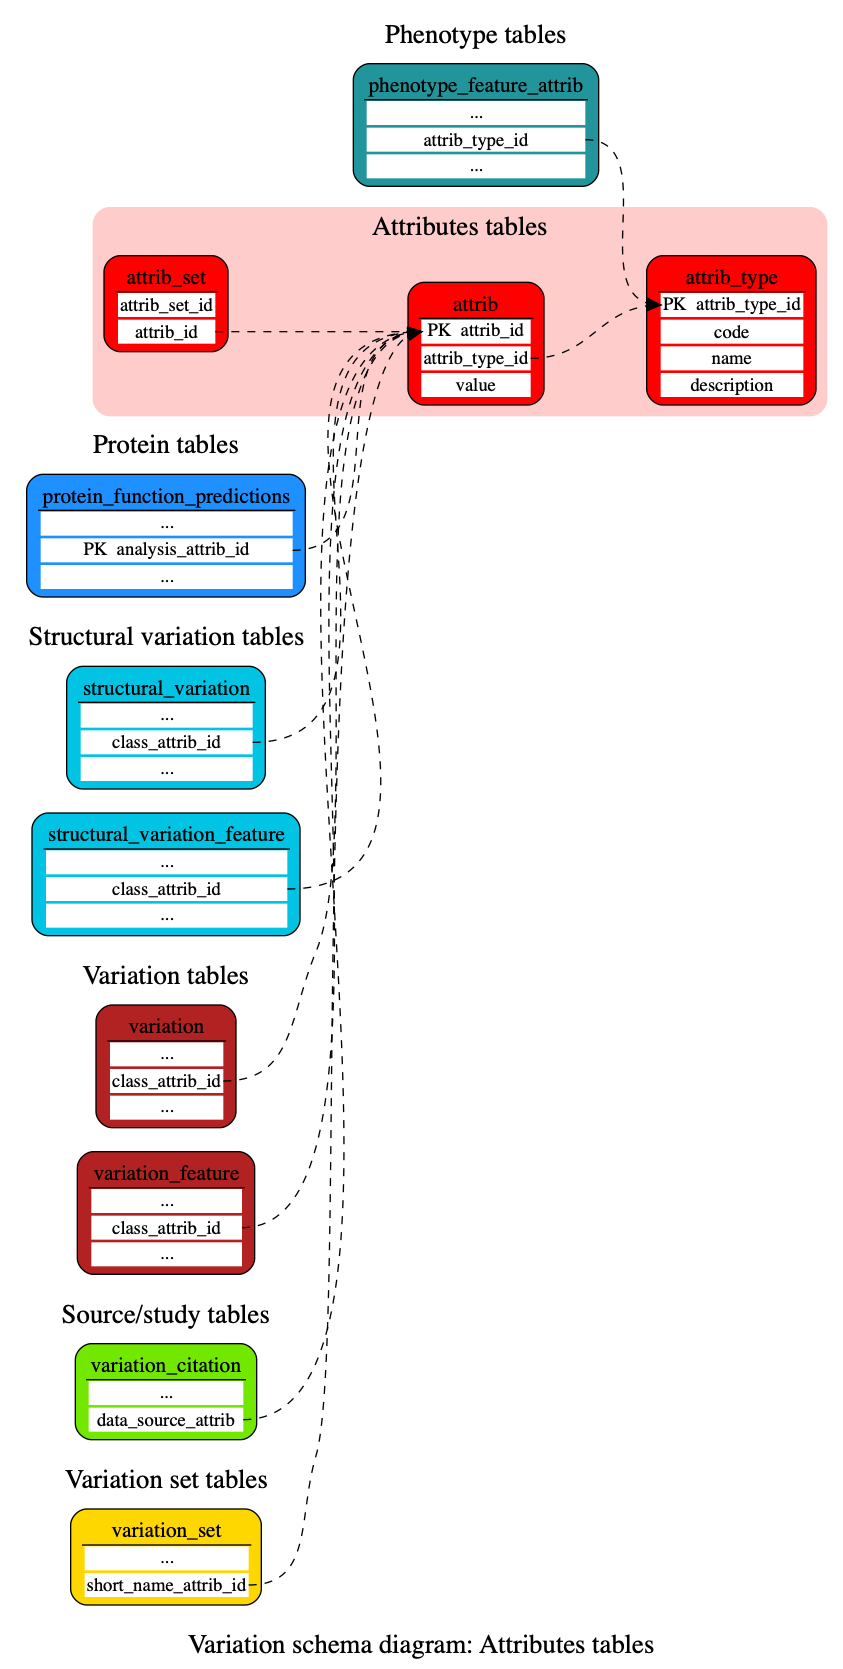 Phenotype tables
phenotype_feature_attrib
...
attrib_type_id
...
Attributes tables
attrib_set
attrib_set_id
attrib_id
attrib
PK attrib_id
attrib_type_id
value
attrib_type
PK attrib_type_id
code
name
description
Protein tables
protein_function_predictions
...
PK analysis_attrib_id
...
Structural variation tables
structural_variation
...
class_attrib_id
...
structural_variation_feature
...
class_attrib_id
...
Variation tables
variation
...
class_attrib_id
...
variation_feature
...
class_attrib_id
...
Source/study tables
variation_citation
...
data_source_attrib
Variation set tables
variation_set
...
short_name_attrib_id
Variation schema diagram: Attributes tables